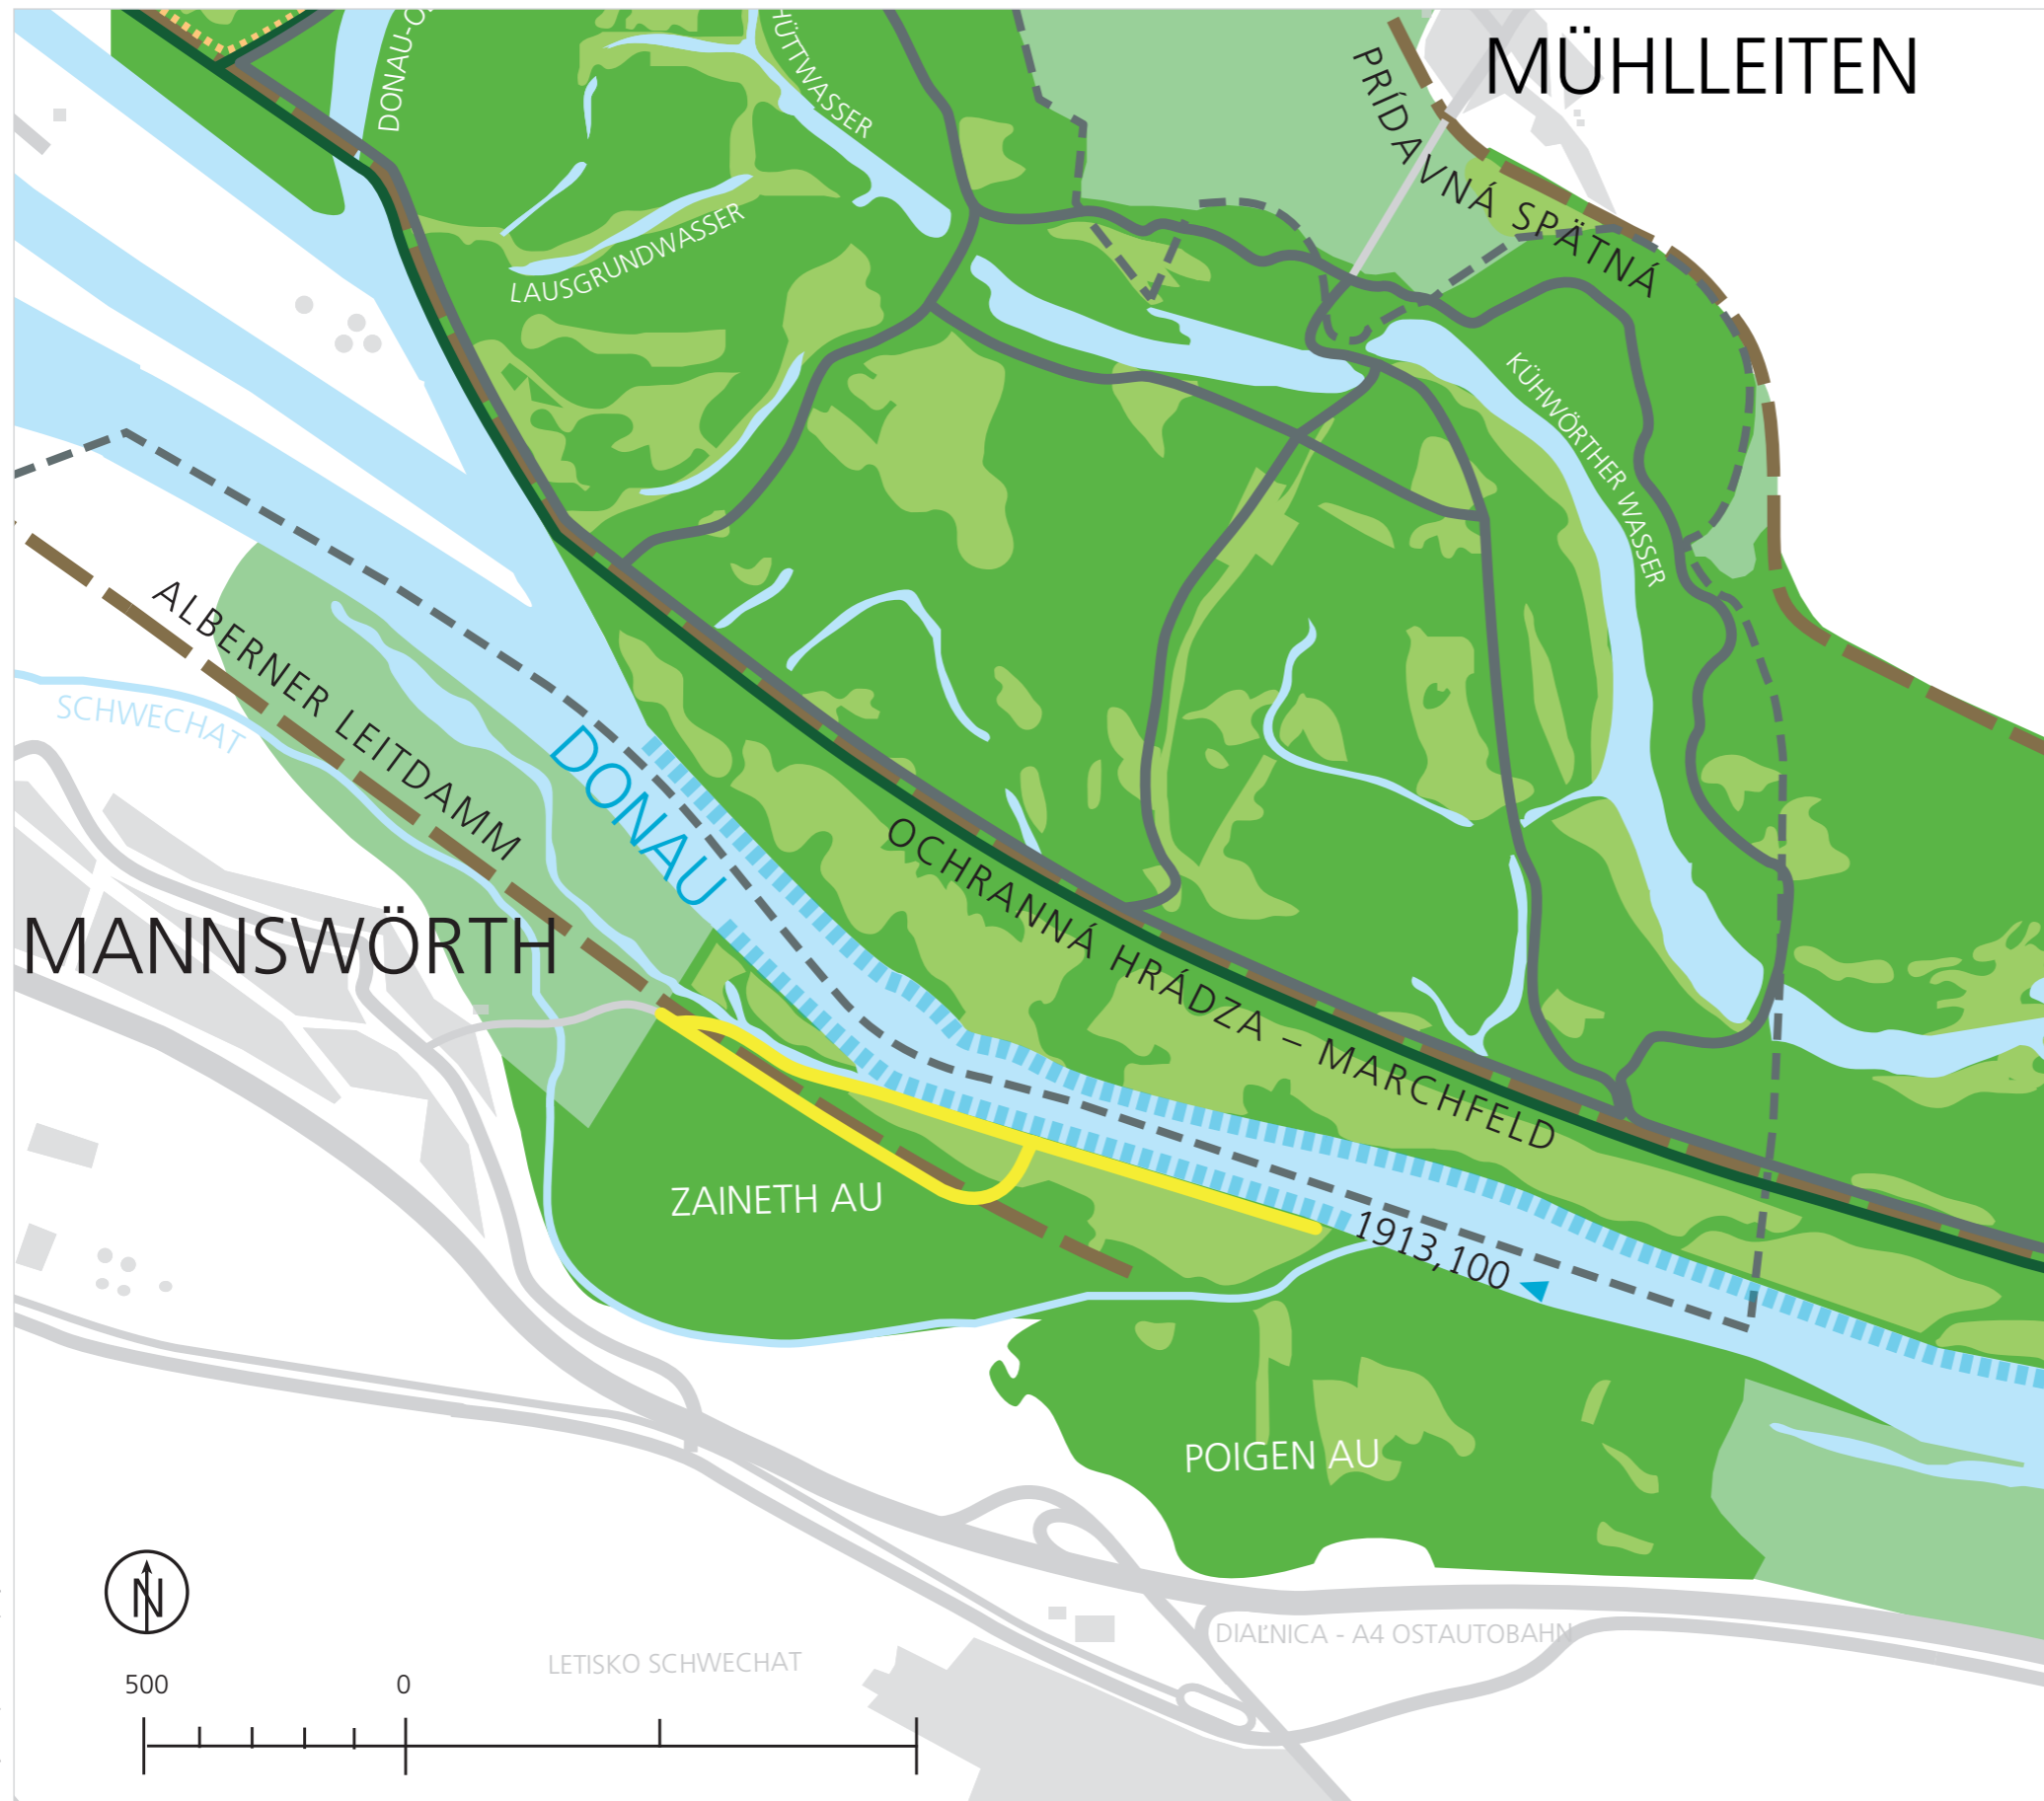 MÜHLLEITEN
PRÍDAVNÁ SPÄTNÁ
HÜTTWASSER
LAUSGRUNDWASSER
KÜHWÖRTHER WASSER
ALBERNER LEITDAMM
SCHWECHAT
DONAU
OCHRANNÁ HRÁDZA – MARCHFELD
MANNSWÖRTH
ZAINETH AU
1913,100
POIGEN AU
N
DIAĽNICA - A4 OSTAUTOBAHN
LETISKO SCHWECHAT
500 0